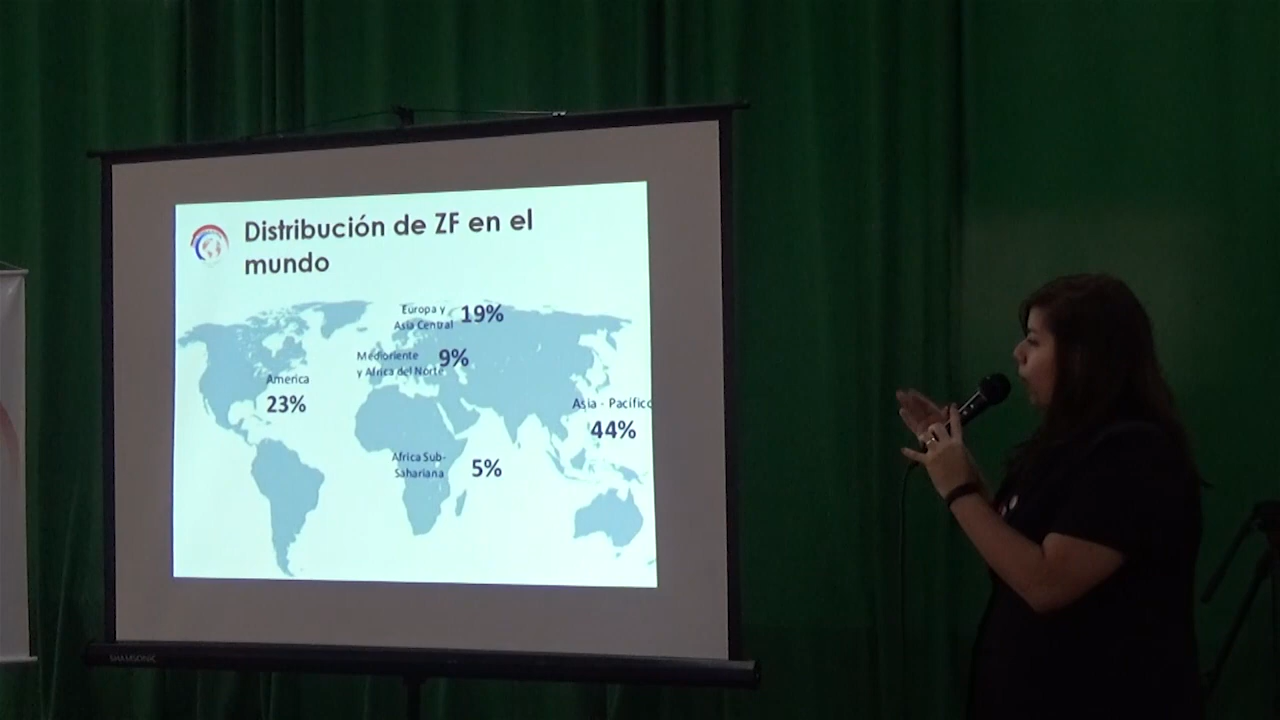 Distribución de ZF en el
mundo
Europa y
Asia Central
19%
Medioriente
y Africa del Norte
9%
America
23%
Asia - Pacífico
44%
Africa Sub-
Sahariana
5%